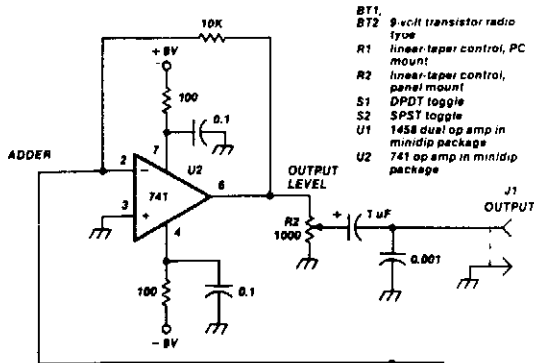 BT1,
BT2 9-volt transistor radio
type
R1 linear-taper control, PC
mount
R2 linear-taper control,
panel mount
S1 DPDT toggle
S2 SPST toggle
U1 1458 dual op amp in
minidip package
U2 741 op amp in minidip
package
10K
+9V
100
0.1
ADDER
7
U2
2
-
741
6
3
+
4
OUTPUT
LEVEL
R2
1000
+
1 uF
0.001
J1
OUTPUT
100
0.1
-9V